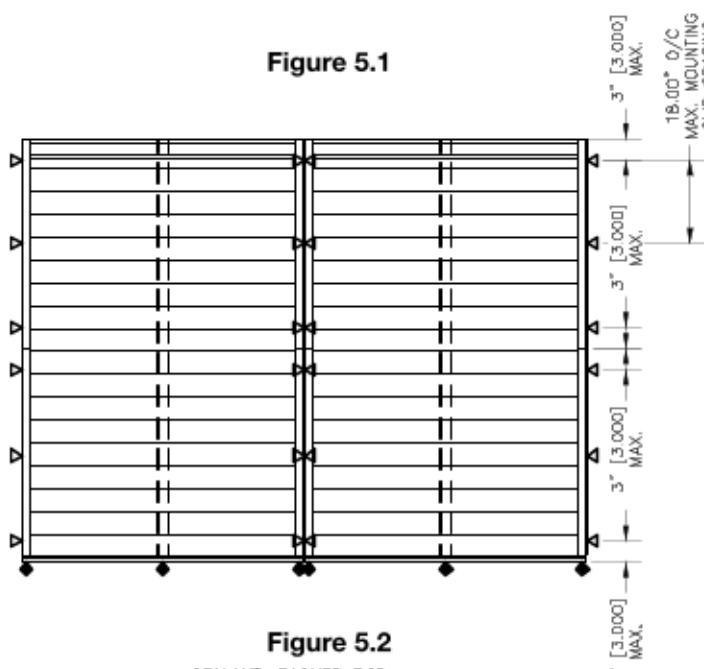 Figure 5.1
3" [3.000]
MAX.
18.00" O/C
MAX. MOUNTING
3" [3.000]
MAX.
3" [3.000]
MAX.
Figure 5.2
[3.000]
MAX.